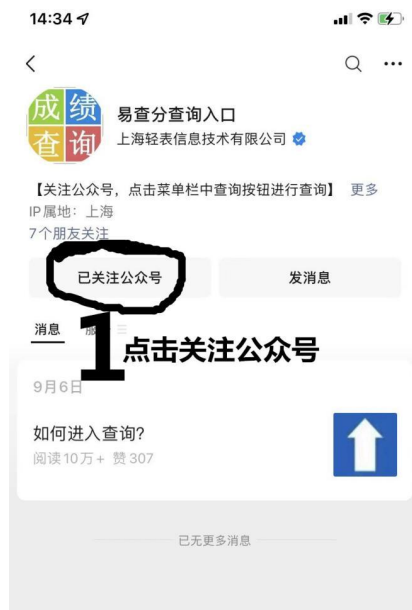 14:34
成绩
查询
易查分查询入口
上海轻表信息技术有限公司
【关注公众号，点击菜单栏中查询按钮进行查询】 更多
IP属地：上海
7个朋友关注
已关注公众号 发消息
消息
1 点击关注公众号
9月6日
如何进入查询?
阅读10万+ 赞307
已无更多消息